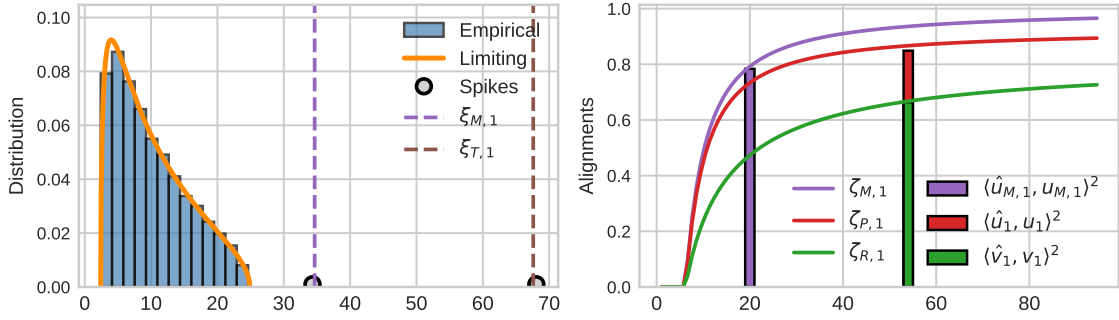 0.10
0.08
0.06
0.04
0.02
0.00
Distribution
0 10 20 30 40 50 60 70
Empirical
Limiting
Spikes
ξ_{M,1}
ξ_{T,1}
1.0
0.8
0.6
0.4
0.2
0.0
Alignments
0 20 40 60 80
ζ_{M,1}
ζ_{P,1}
ζ_{R,1}
⟨û_{M,1}, u_{M,1}⟩²
⟨û_1, u_1⟩²
⟨v̂_1, v_1⟩²